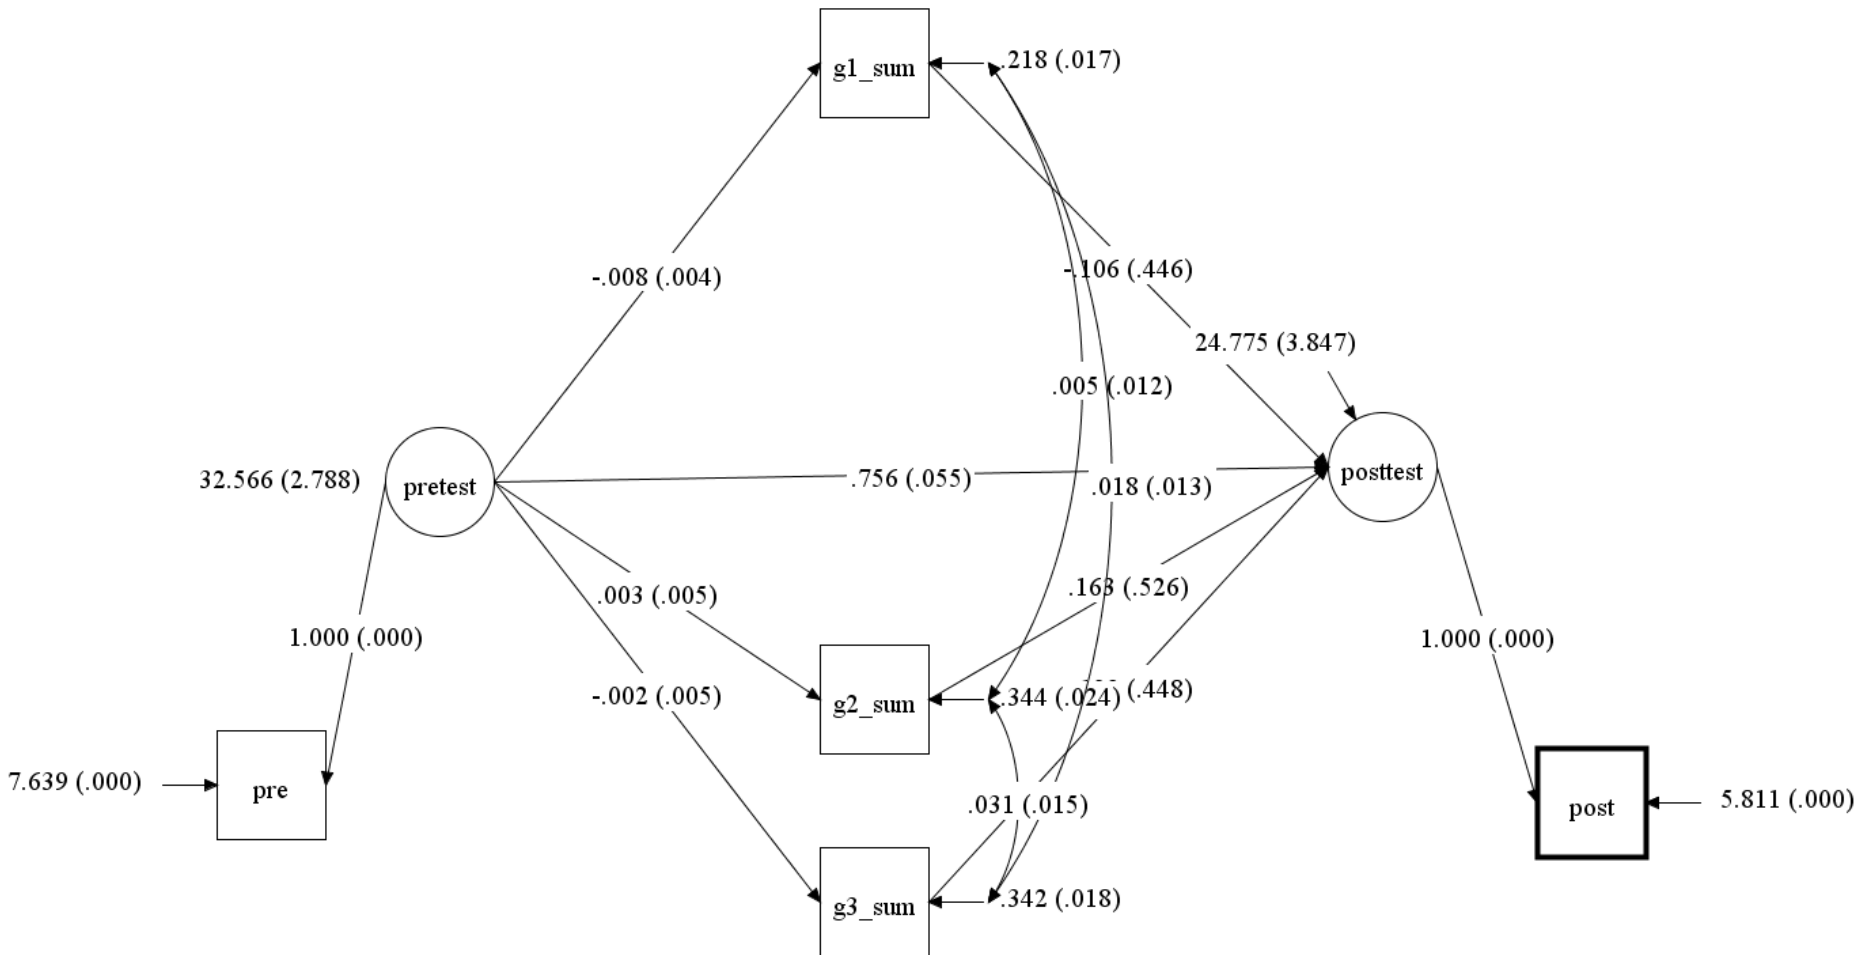 g1_sum
.218 (.017)
-.008 (.004)
-.106 (.446)
24.775 (3.847)
.005 (.012)
32.566 (2.788)
pretest
.756 (.055)
.018 (.013)
posttest
.003 (.005)
.163 (.526)
1.000 (.000)
1.000 (.000)
-.002 (.005)
g2_sum
.344 (.024)
(.448)
7.639 (.000)
pre
.031 (.015)
post
5.811 (.000)
g3_sum
.342 (.018)